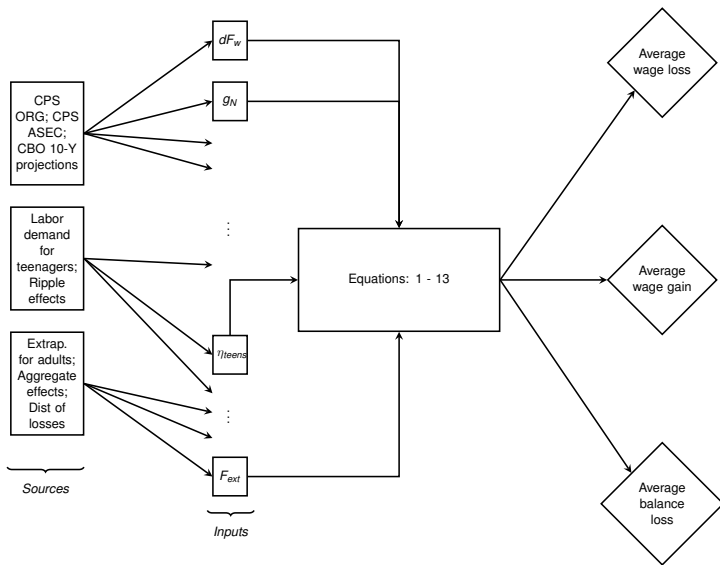 dF_w
g_N
CPS
ORG; CPS
ASEC;
CBO 10-Y
projections
⋮
Labor
demand
for
teenagers;
Ripple
effects
η_teens
Extrap.
for adults;
Aggregate
effects;
Dist of
losses
⋮
F_ext
Sources
Inputs
Equations: 1 - 13
Average
wage loss
Average
wage gain
Average
balance
loss